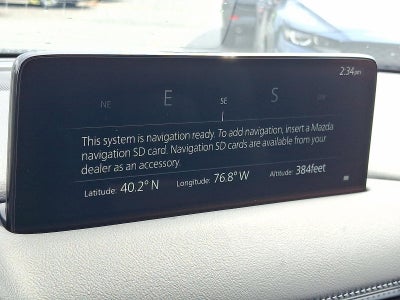 2:34pm
NE E SE S SW
This system is navigation ready. To add navigation, insert a Mazda
navigation SD card. Navigation SD cards are available from your
dealer as an accessory.
Latitude: 40.2° N Longitude: 76.8° W Altitude: 384feet